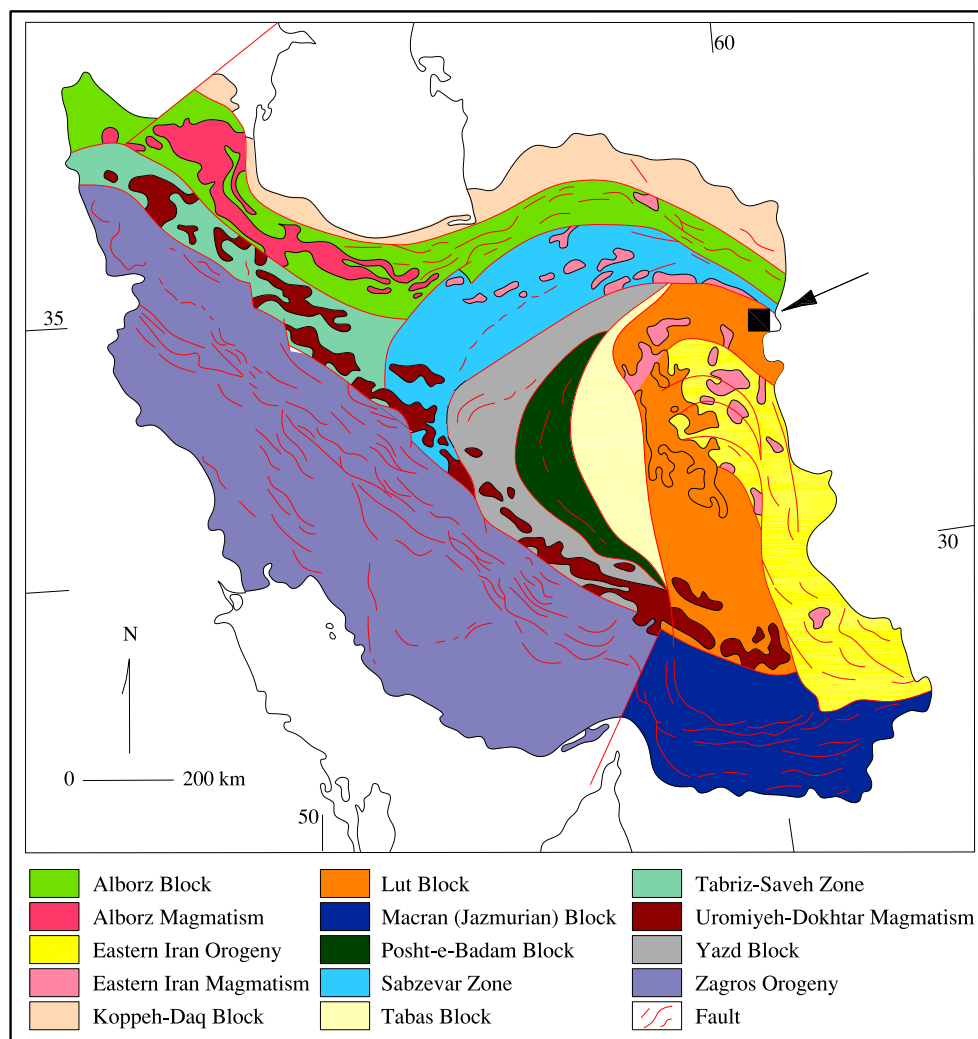 60
35
30
N
0
200 km
50
Alborz Block
Lut Block
Tabriz-Saveh Zone
Alborz Magmatism
Macran (Jazmurian) Block
Uromiyeh-Dokhtar Magmatism
Eastern Iran Orogeny
Posht-e-Badam Block
Yazd Block
Eastern Iran Magmatism
Sabzevar Zone
Zagros Orogeny
Koppeh-Daq Block
Tabas Block
Fault